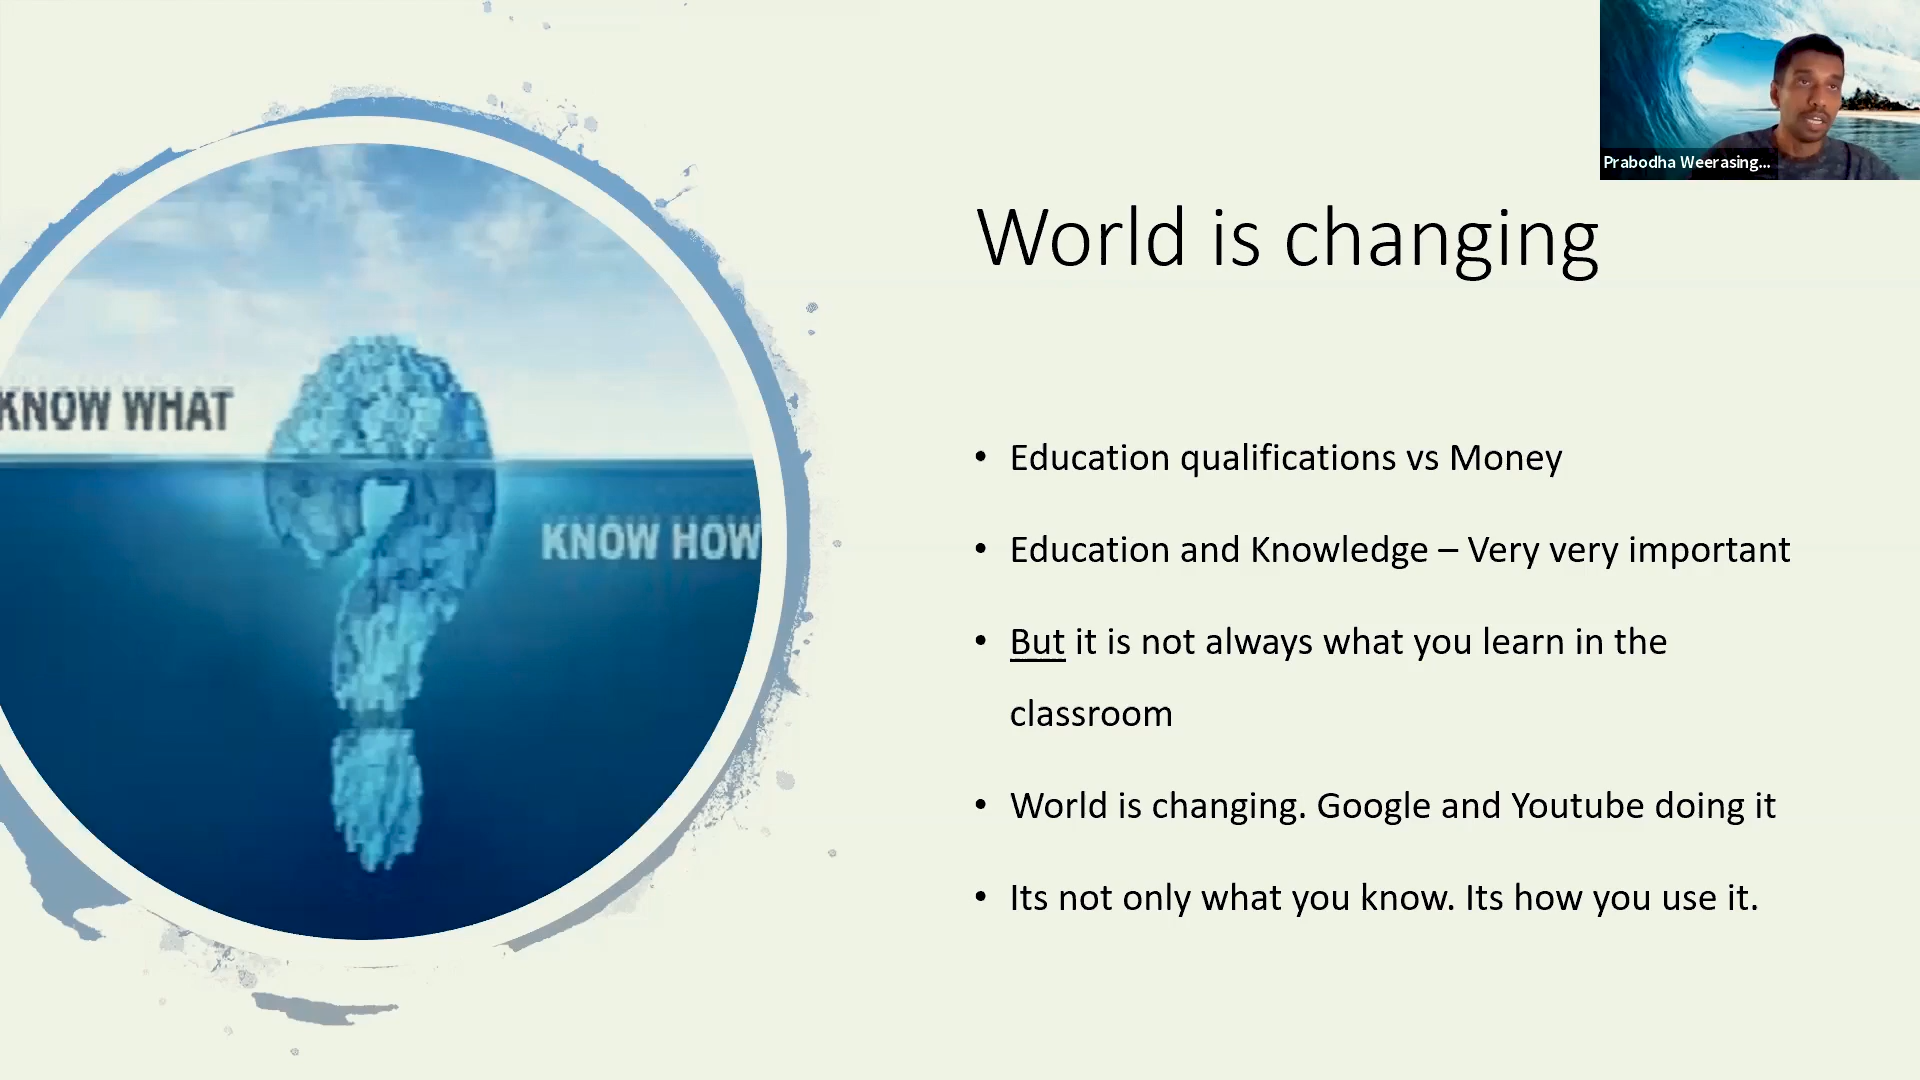 Prabodha Weerasing...
World is changing
KNOW WHAT
KNOW HOW
• Education qualifications vs Money
• Education and Knowledge – Very very important
• But it is not always what you learn in the
classroom
• World is changing. Google and Youtube doing it
• Its not only what you know. Its how you use it.